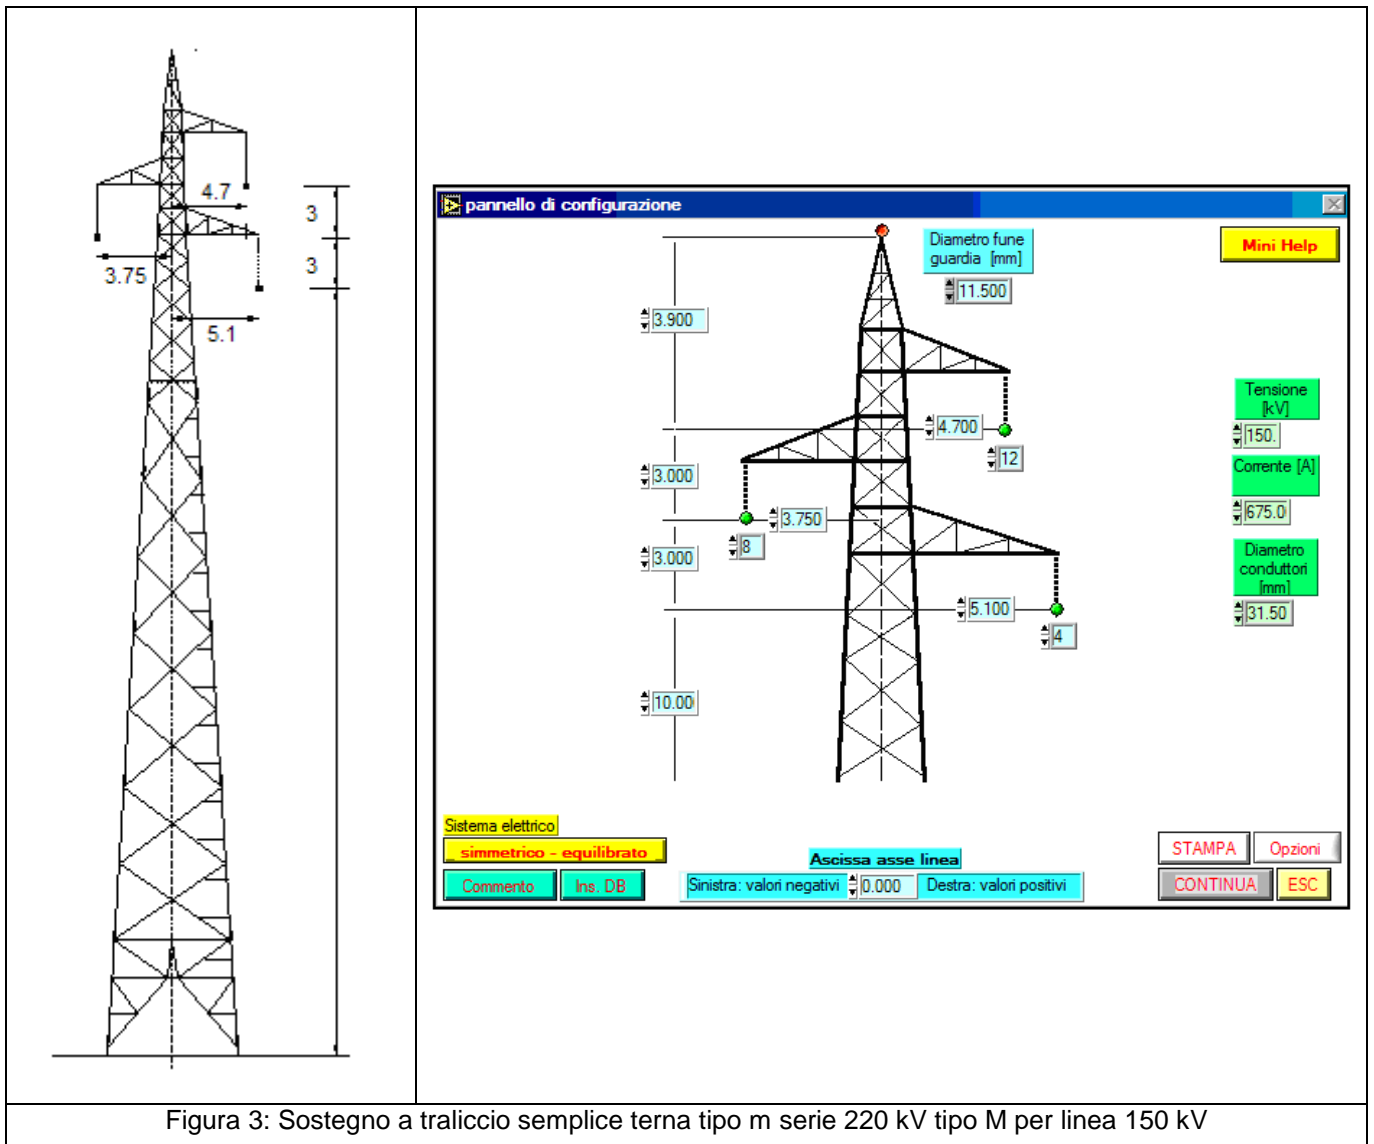 4.7
3
3
3.75
5.1
pannello di configurazione
Mini Help
Diametro fune
guardia [mm]
11.500
3.900
Tensione
[kV]
150.
4.700
12
Corrente [A]
3.000
675.0
3.750
8
3.000
Diametro
conduttori
[mm]
31.50
5.100
4
10.00
Sistema elettrico
simmetrico - equilibrato
Commento
Ins. DB
Ascissa asse linea
Sinistra: valori negativi
0.000
Destra: valori positivi
STAMPA
Opzioni
CONTINUA
ESC
Figura 3: Sostegno a traliccio semplice terna tipo m serie 220 kV tipo M per linea 150 kV